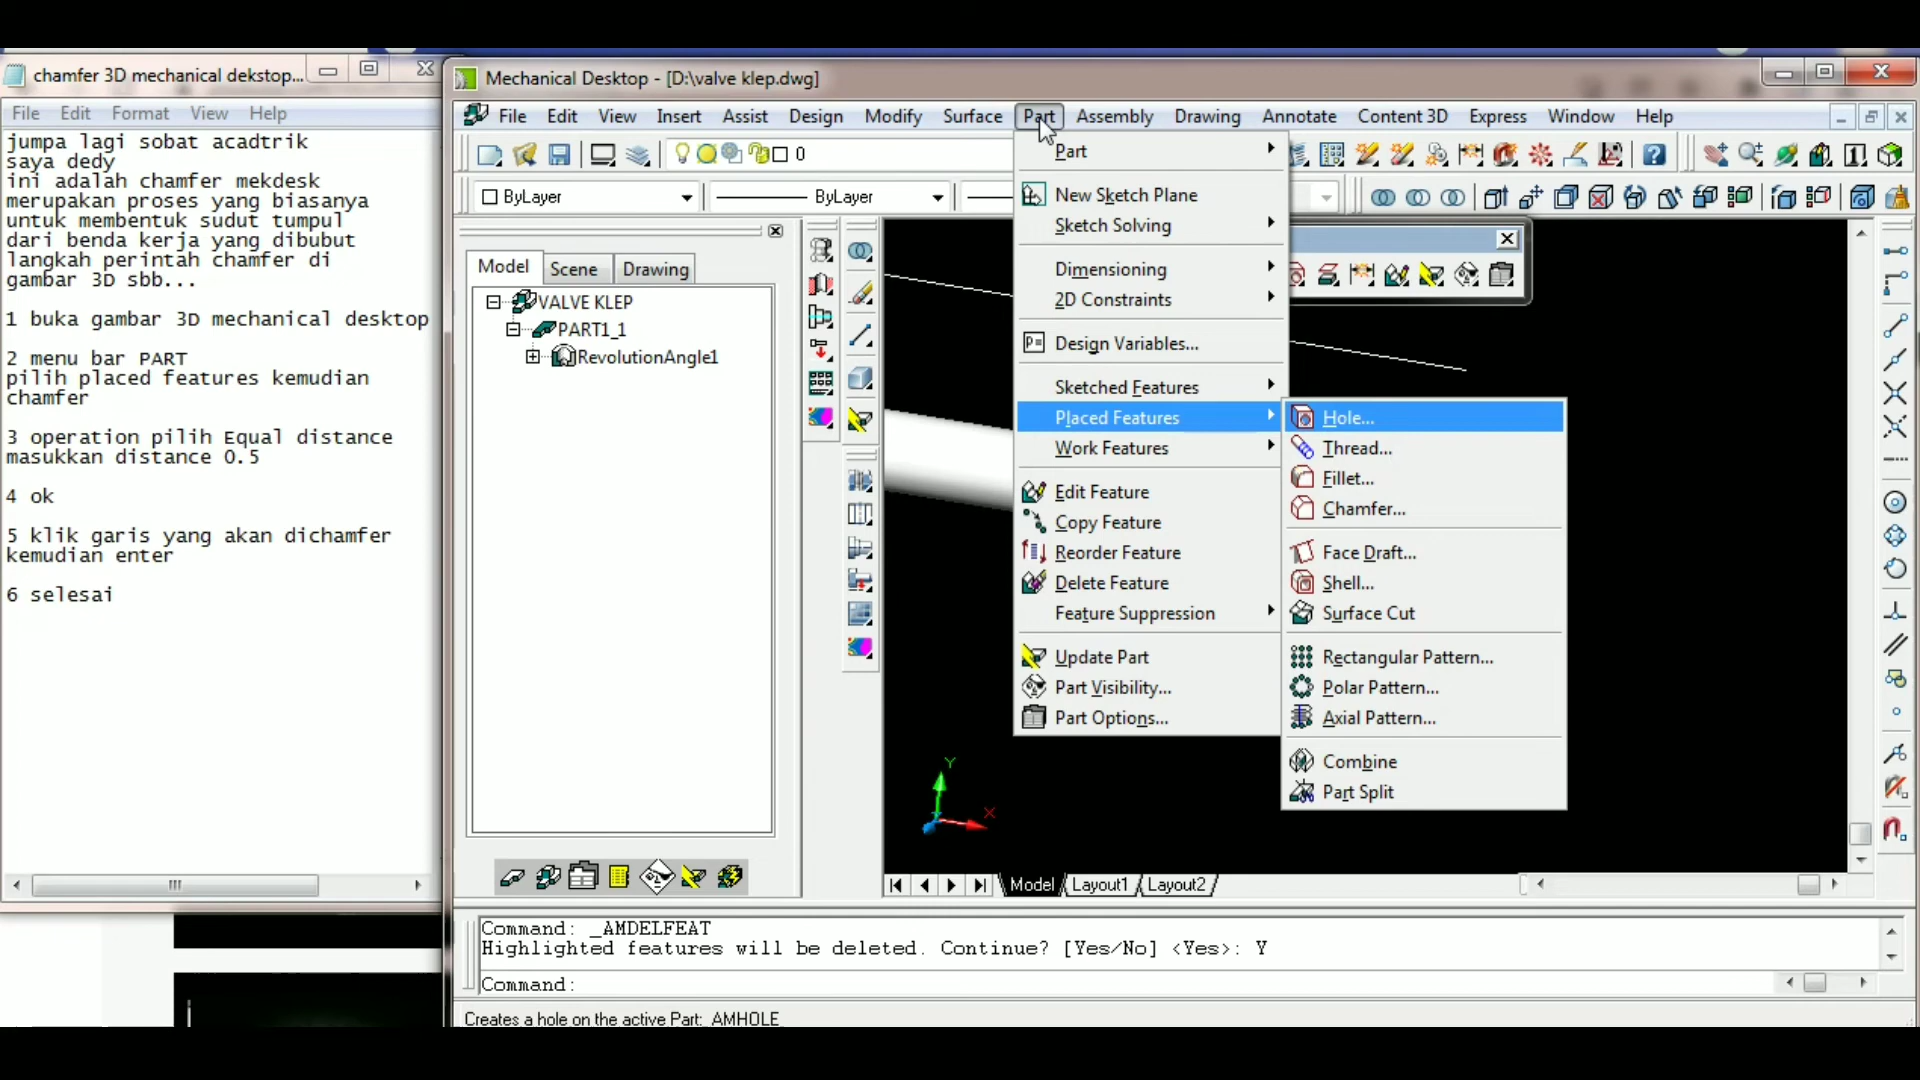 chamfer 3D mechanical dekstop...
File Edit Format View Help
jumpa lagi sobat acadtrik
saya dedy
ini adalah chamfer mekdesk
merupakan proses yang biasanya
untuk membentuk sudut tumpul
dari benda kerja yang dibubut
langkah perintah chamfer di
gambar 3D sbb...
1 buka gambar 3D mechanical desktop
2 menu bar PART
pilih placed features kemudian
chamfer
3 operation pilih Equal distance
masukkan distance 0.5
4 ok
5 klik garis yang akan dichamfer
kemudian enter
6 selesai
Mechanical Desktop - [D:\valve klep.dwg]
File Edit View Insert Assist Design Modify Surface Part Assembly Drawing Annotate Content 3D Express Window Help
0
ByLayer ByLayer
Model Scene Drawing
VALVE KLEP
PART1_1
RevolutionAngle1
Part
New Sketch Plane
Sketch Solving
Dimensioning
2D Constraints
Design Variables...
Sketched Features
Placed Features
Work Features
Edit Feature
Copy Feature
Reorder Feature
Delete Feature
Feature Suppression
Update Part
Part Visibility...
Part Options...
Hole...
Thread...
Fillet...
Chamfer...
Face Draft...
Shell...
Surface Cut
Rectangular Pattern...
Polar Pattern...
Axial Pattern...
Combine
Part Split
Y
X
Model Layout1 Layout2
Command: _AMDELFEAT
Highlighted features will be deleted. Continue? [Yes/No] <Yes>: Y
Command:
Creates a hole on the active Part: AMHOLE